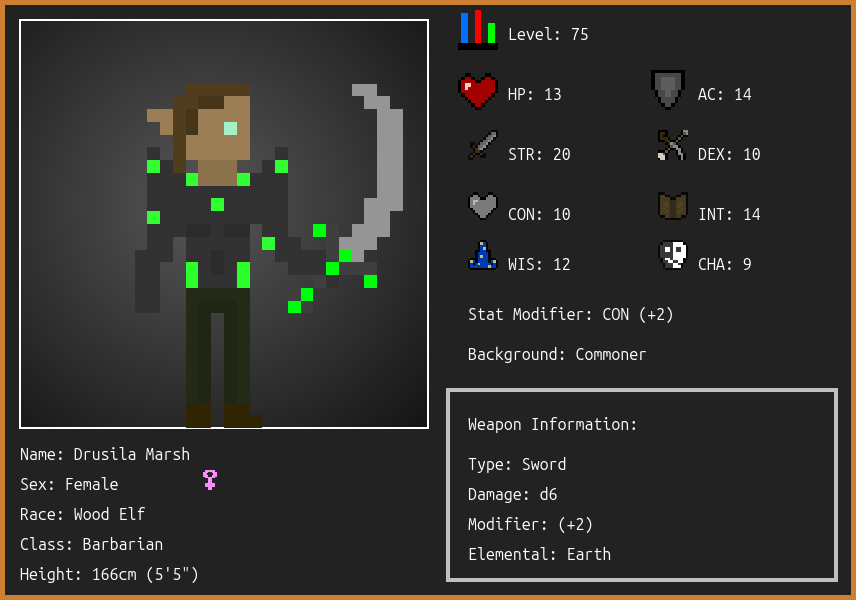 Level: 75
HP: 13
AC: 14
STR: 20
DEX: 10
CON: 10
INT: 14
WIS: 12
CHA: 9
Stat Modifier: CON (+2)
Background: Commoner
Weapon Information:
Type: Sword
Damage: d6
Modifier: (+2)
Elemental: Earth
Name: Drusila Marsh
Sex: Female
Race: Wood Elf
Class: Barbarian
Height: 166cm (5'5")